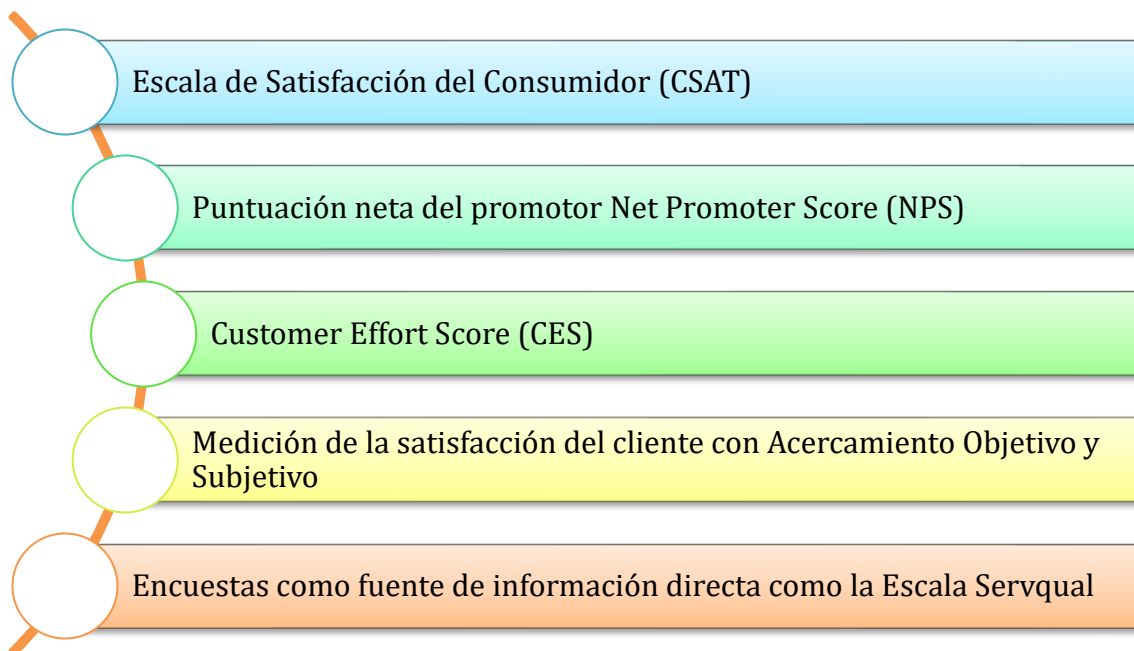 Escala de Satisfacción del Consumidor (CSAT)
Puntuación neta del promotor Net Promoter Score (NPS)
Customer Effort Score (CES)
Medición de la satisfacción del cliente con Acercamiento Objetivo y
Subjetivo
Encuestas como fuente de información directa como la Escala Servqual